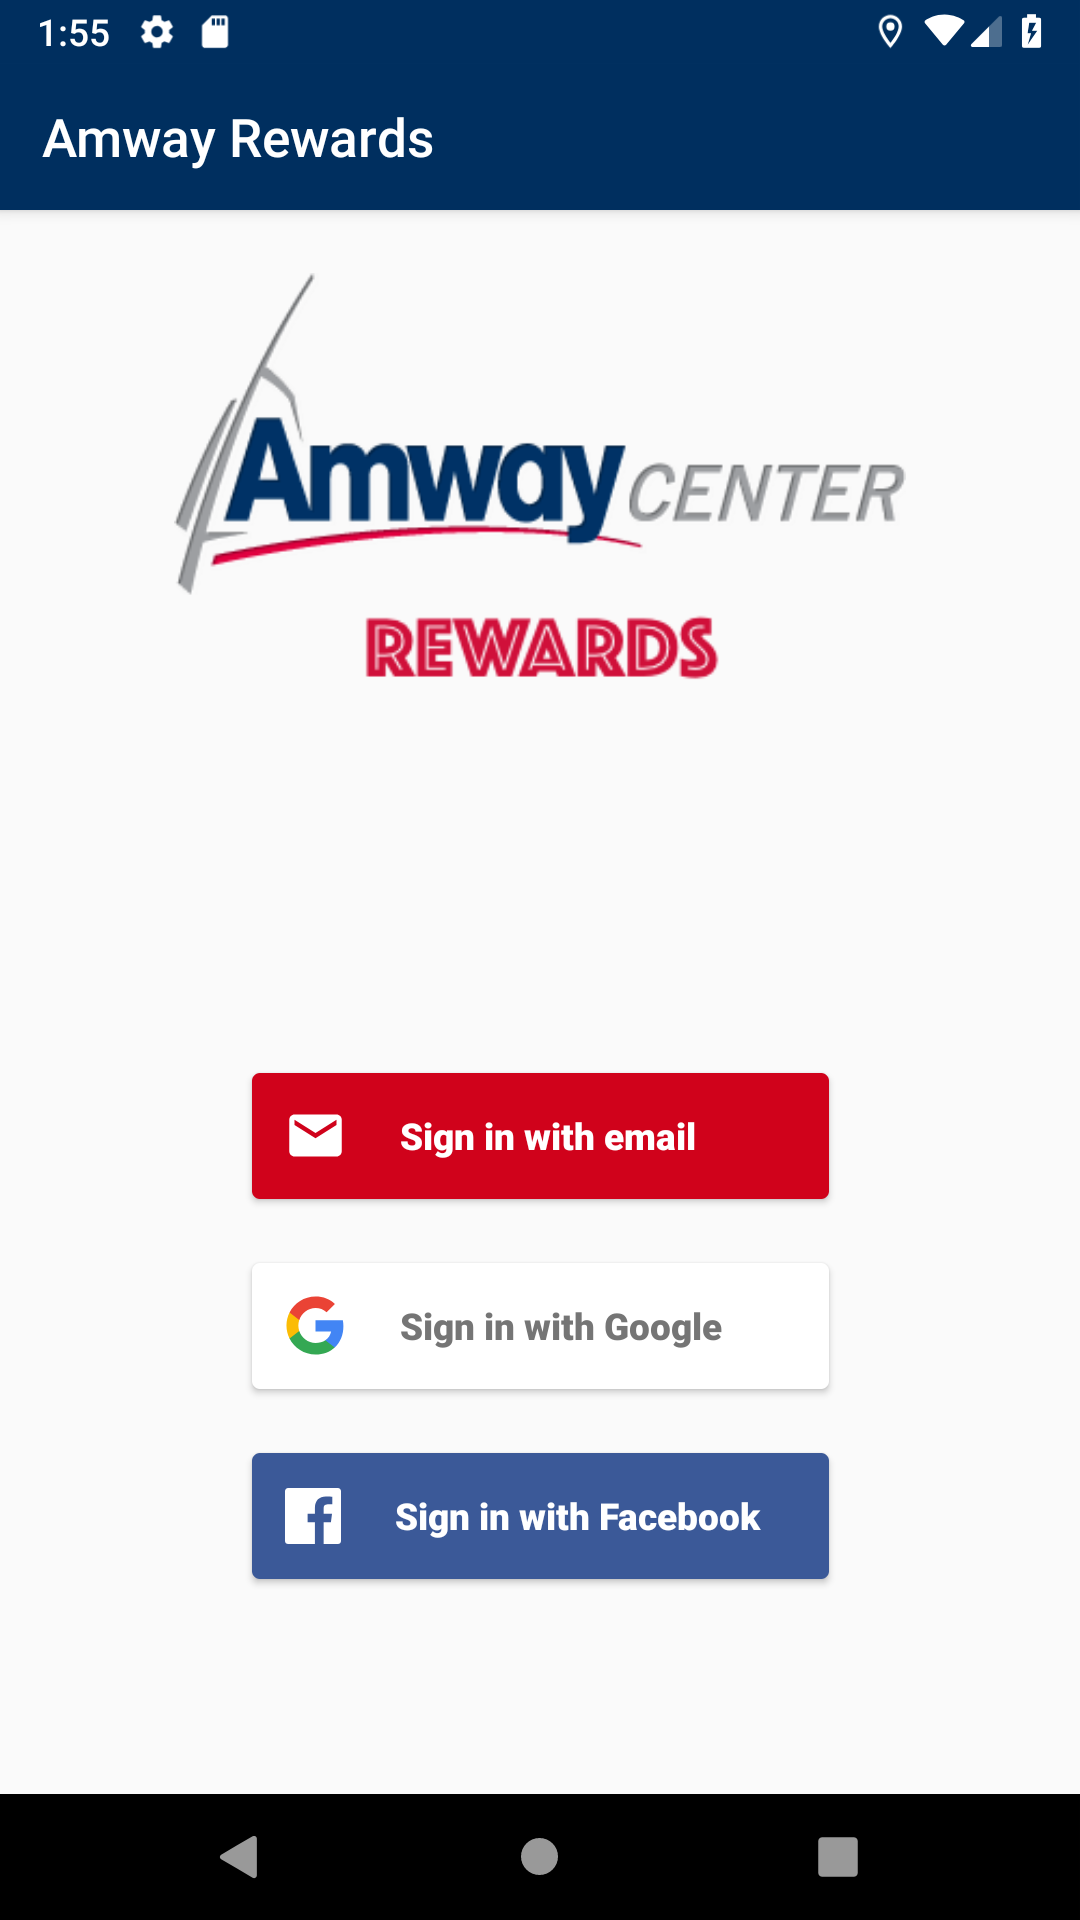 1:55
Amway Rewards
Amway CENTER
REWARDS
Sign in with email
Sign in with Google
Sign in with Facebook